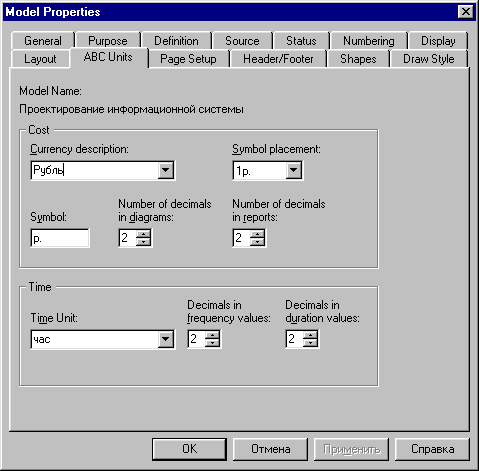 Model Properties
General Purpose Definition Source Status Numbering Display
Layout ABC Units Page Setup Header/Footer Shapes Draw Style
Model Name:
Проектирование информационной системы
Cost
Currency description: Symbol placement:
Рубль 1р.
Number of decimals Number of decimals
Symbol: in diagrams: in reports:
р. 2 2
Time
Decimals in Decimals in
Time Unit: frequency values: duration values:
час 2 2
OK Отмена Применить Справка